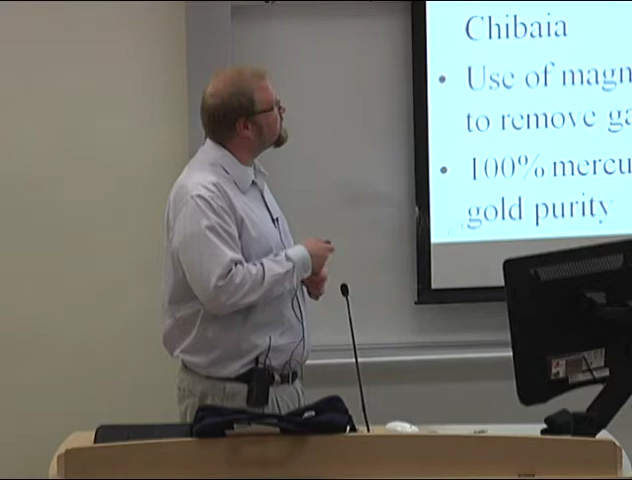 Chibaia
• Use of magn
to remove ga
• 100% mercu
gold purity